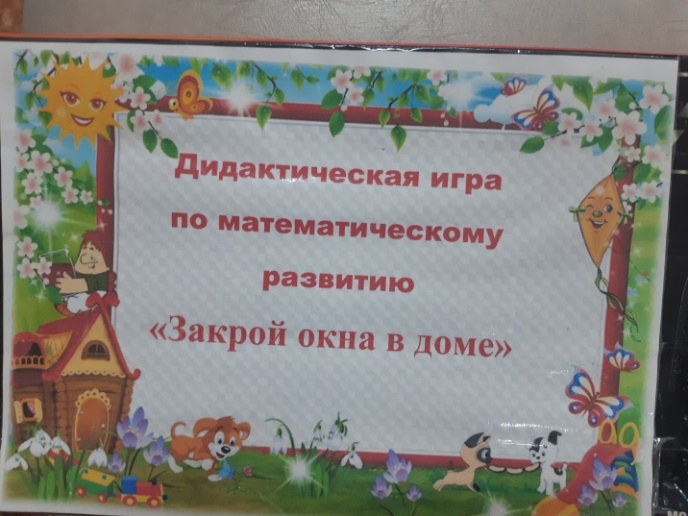 Дидактическая игра
по математическому
развитию
«Закрой окна в доме»